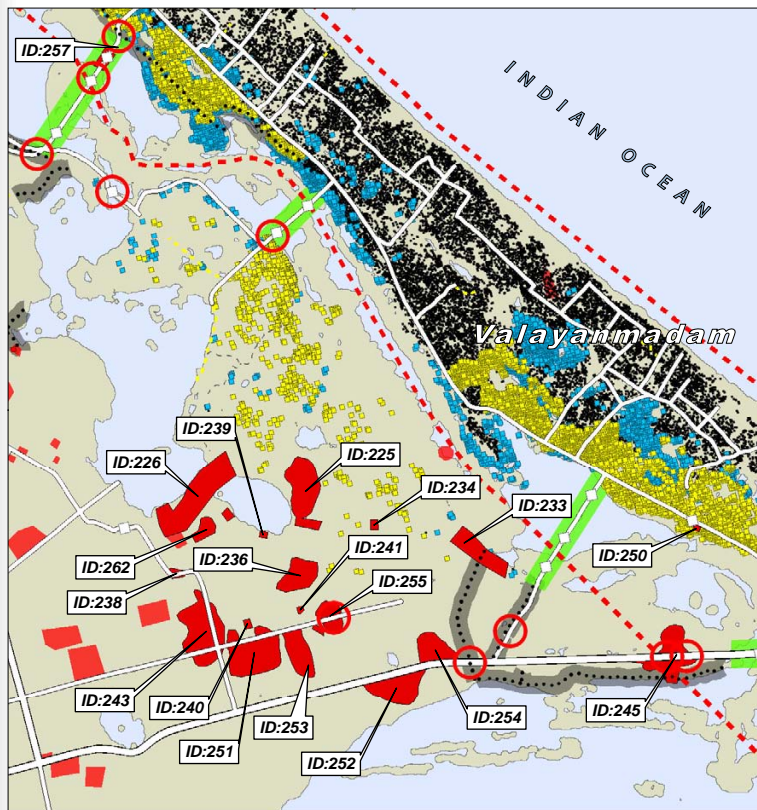 ID:257
INDIAN OCEAN
Valayanmadam
ID:239
ID:226
ID:225
ID:234
ID:233
ID:262
ID:236
ID:241
ID:250
ID:255
ID:238
ID:243
ID:240
ID:251
ID:253
ID:252
ID:254
ID:245